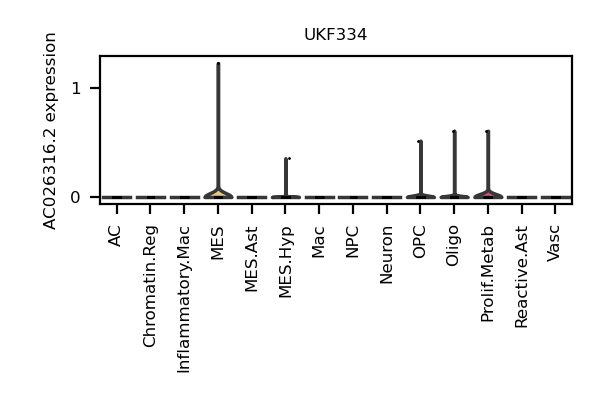 UKF334
AC026316.2 expression
1
0
AC
Chromatin.Reg
Inflammatory.Mac
MES
MES.Ast
MES.Hyp
Mac
NPC
Neuron
OPC
Oligo
Prolif.Metab
Reactive.Ast
Vasc